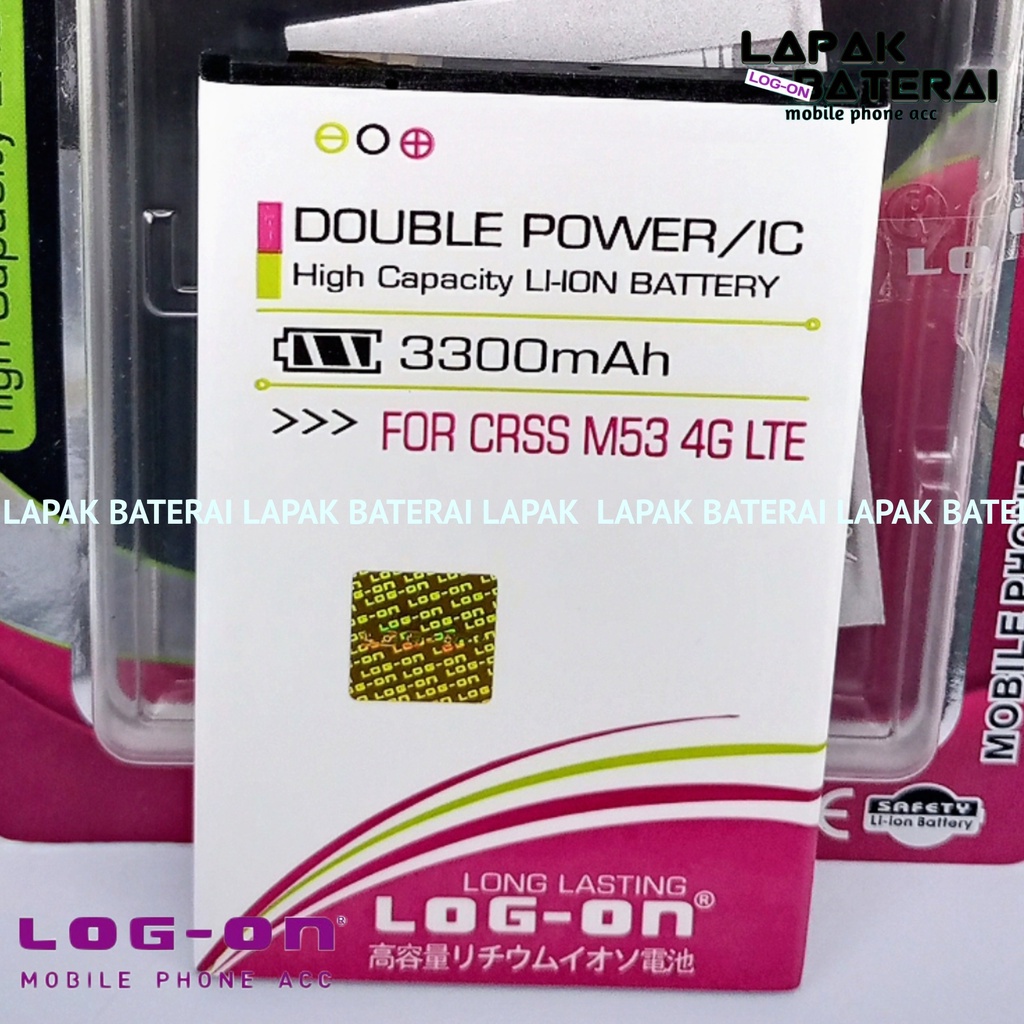 LAPAK
LOG-ON
BATERAI
mobile phone acc
High Capacity
DOUBLE POWER/IC
High Capacity LI-ION BATTERY
3300mAh
>>> FOR CRSS M53 4G LTE
LAPAK BATERAI LAPAK BATERAI LAPAK LAPAK BATERAI LAPAK BATE
LOG-ON
LONG LASTING
LOG-ON®
高容量リチウムイオソ電池
LOG-ON®
MOBILE PHONE ACC
MOBILE PHONE
CE
SAFETY
Li-Ion Battery